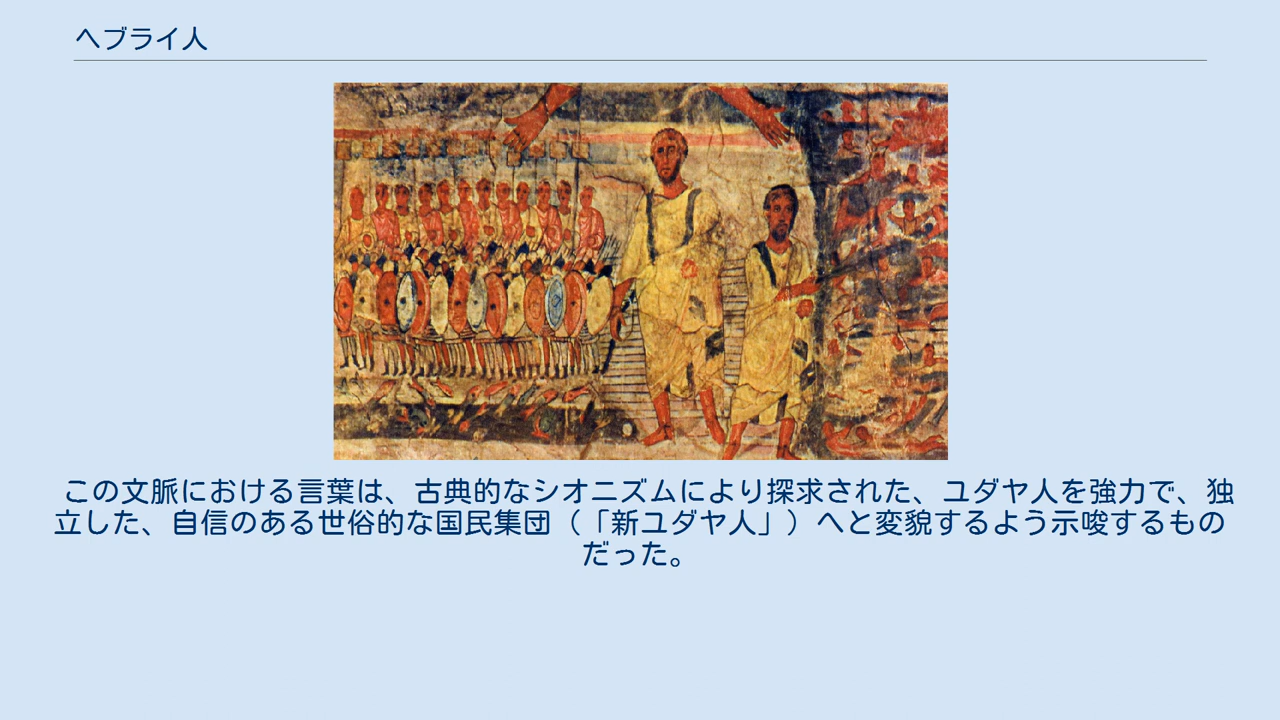 ヘブライ人
この文脈における言葉は、古典的なシオニズムにより探求された、ユダヤ人を強力で、独
立した、自信のある世俗的な国民集団（「新ユダヤ人」）へと変貌するよう示唆するもの
だった。